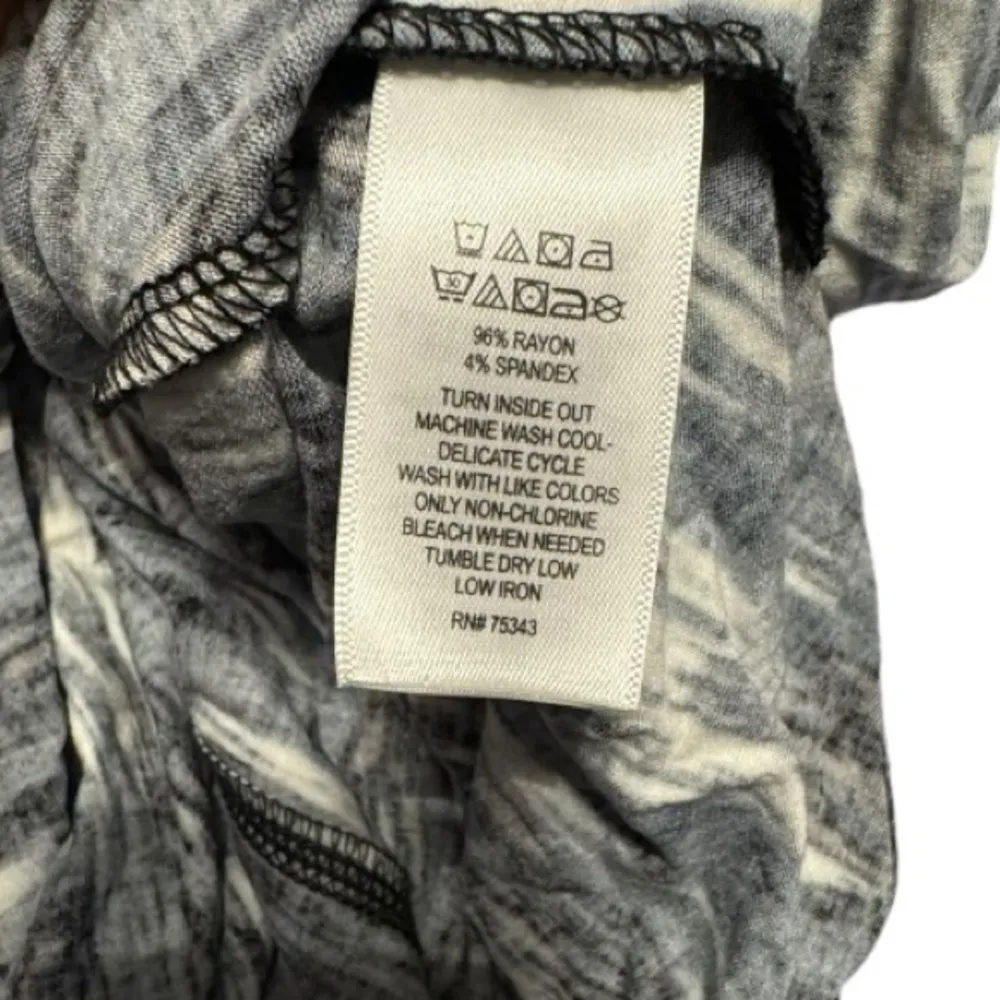 30
96% RAYON
4% SPANDEX
TURN INSIDE OUT
MACHINE WASH COOL-
DELICATE CYCLE
WASH WITH LIKE COLORS
ONLY NON-CHLORINE
BLEACH WHEN NEEDED
TUMBLE DRY LOW
LOW IRON
RN# 75343